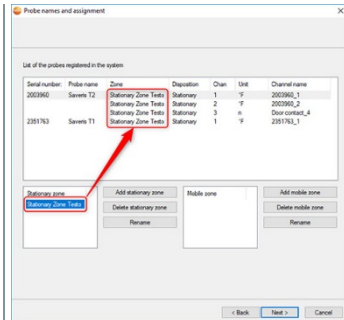 Probe names and assignment
List of the probes registered in the system
Serial number: Probe name Zone Disposition Chan Unit Channel name
2003960 Saveris T2 Stationary Zone Tests Stationary 1 °F 2003960_1
Stationary Zone Tests Stationary 2 °F 2003960_2
Stationary Zone Tests Stationary 3 n Door contact_4
2351763 Saveris T1 Stationary Zone Tests Stationary 1 °F 2351763_1
Stationary zone Add stationary zone Mobile zone Add mobile zone
Stationary Zone Tests Delete stationary zone Delete mobile zone
Rename Rename
< Back Next > Cancel